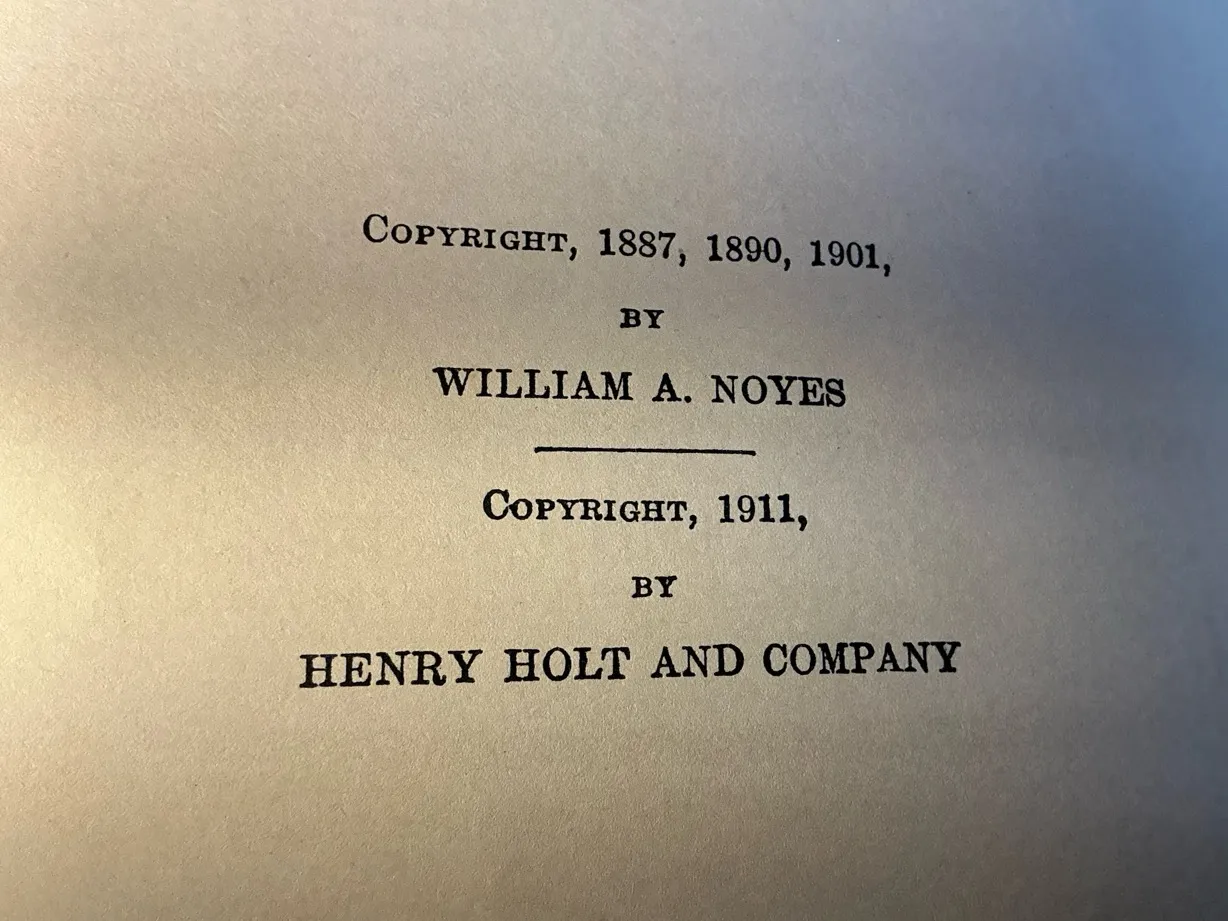 Copyright, 1887, 1890, 1901,
BY
WILLIAM A. NOYES
Copyright, 1911,
BY
HENRY HOLT AND COMPANY